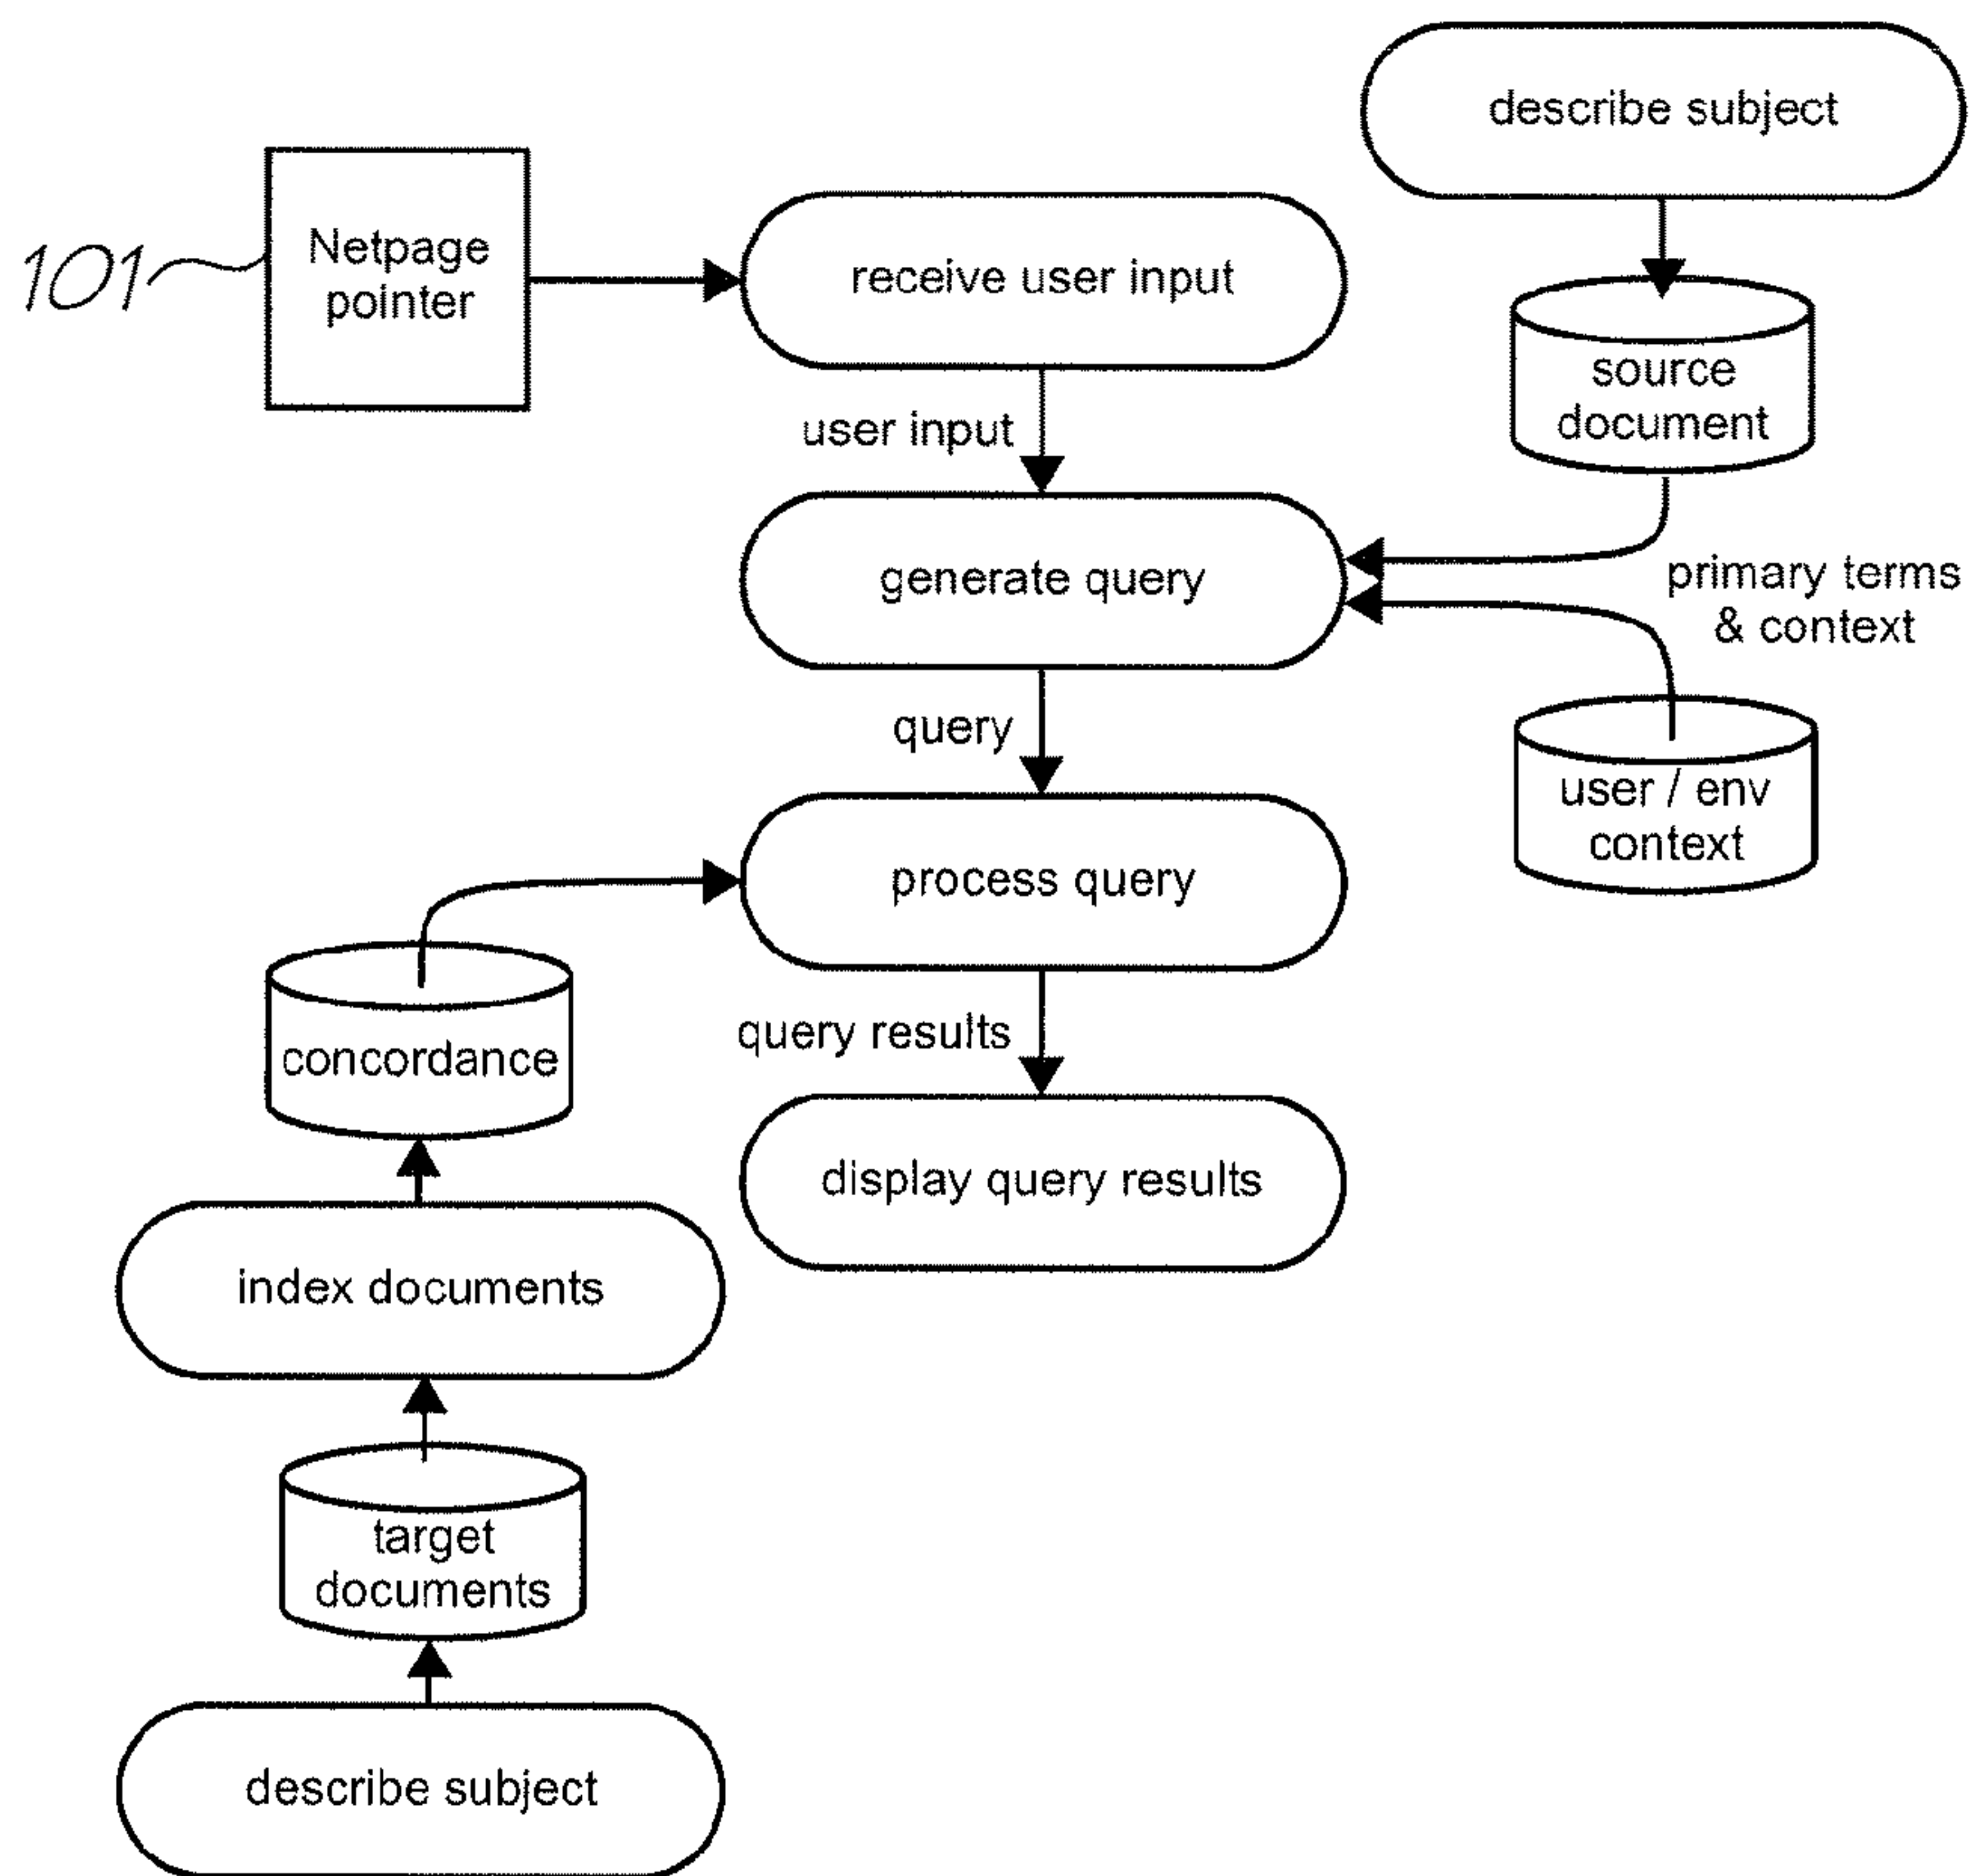 describe subject
101
Netpage
pointer
receive user input
source
document
user input
generate query
primary terms
& context
query
user / env
context
process query
concordance
query results
display query results
index documents
target
documents
describe subject